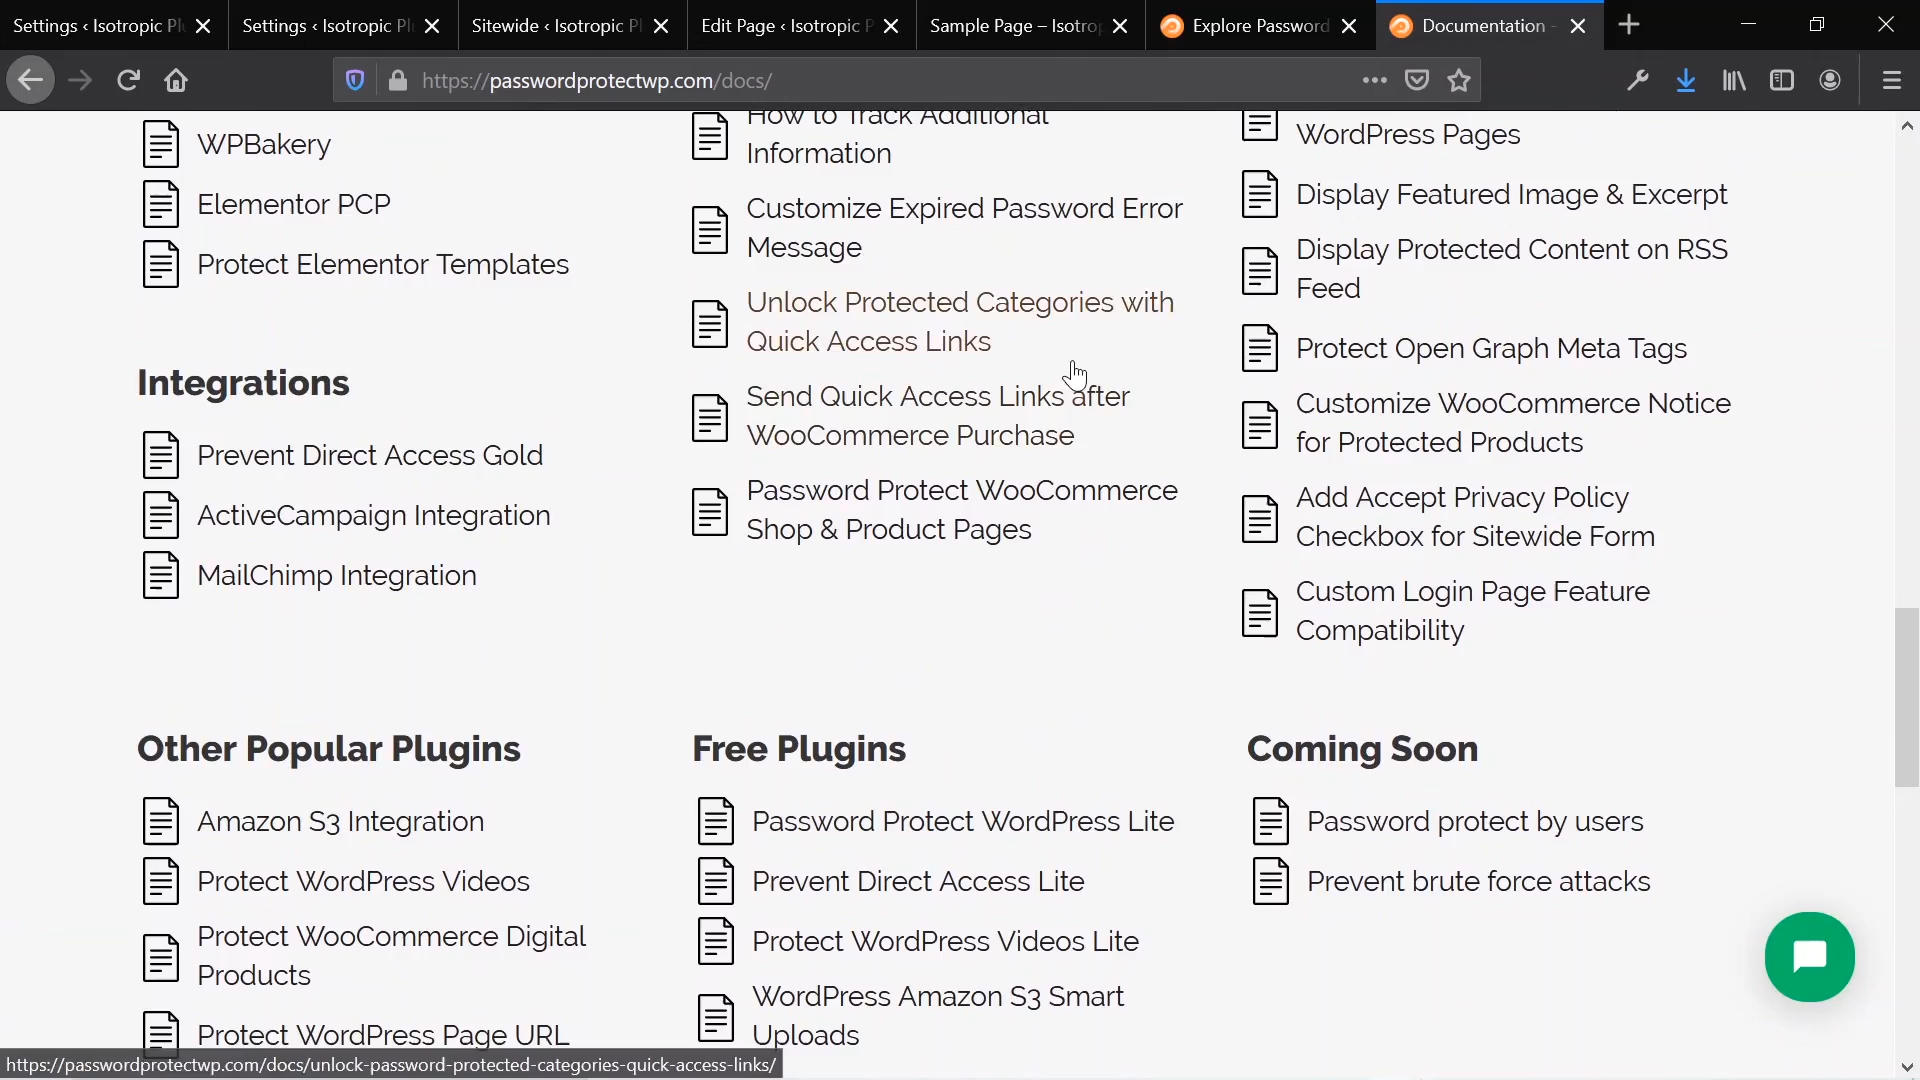 Settings ‹ Isotropic Pl
Settings ‹ Isotropic Pl
Sitewide ‹ Isotropic Pl
Edit Page ‹ Isotropic P
Sample Page – Isotro
Explore Password
Documentation -
https://passwordprotectwp.com/docs/
WPBakery
Elementor PCP
Protect Elementor Templates
Integrations
Prevent Direct Access Gold
ActiveCampaign Integration
MailChimp Integration
How to Track Additional
Information
Customize Expired Password Error
Message
Unlock Protected Categories with
Quick Access Links
Send Quick Access Links after
WooCommerce Purchase
Password Protect WooCommerce
Shop & Product Pages
WordPress Pages
Display Featured Image & Excerpt
Display Protected Content on RSS
Feed
Protect Open Graph Meta Tags
Customize WooCommerce Notice
for Protected Products
Add Accept Privacy Policy
Checkbox for Sitewide Form
Custom Login Page Feature
Compatibility
Other Popular Plugins
Amazon S3 Integration
Protect WordPress Videos
Protect WooCommerce Digital
Products
Protect WordPress Page URL
Free Plugins
Password Protect WordPress Lite
Prevent Direct Access Lite
Protect WordPress Videos Lite
WordPress Amazon S3 Smart
Uploads
Coming Soon
Password protect by users
Prevent brute force attacks
https://passwordprotectwp.com/docs/unlock-password-protected-categories-quick-access-links/